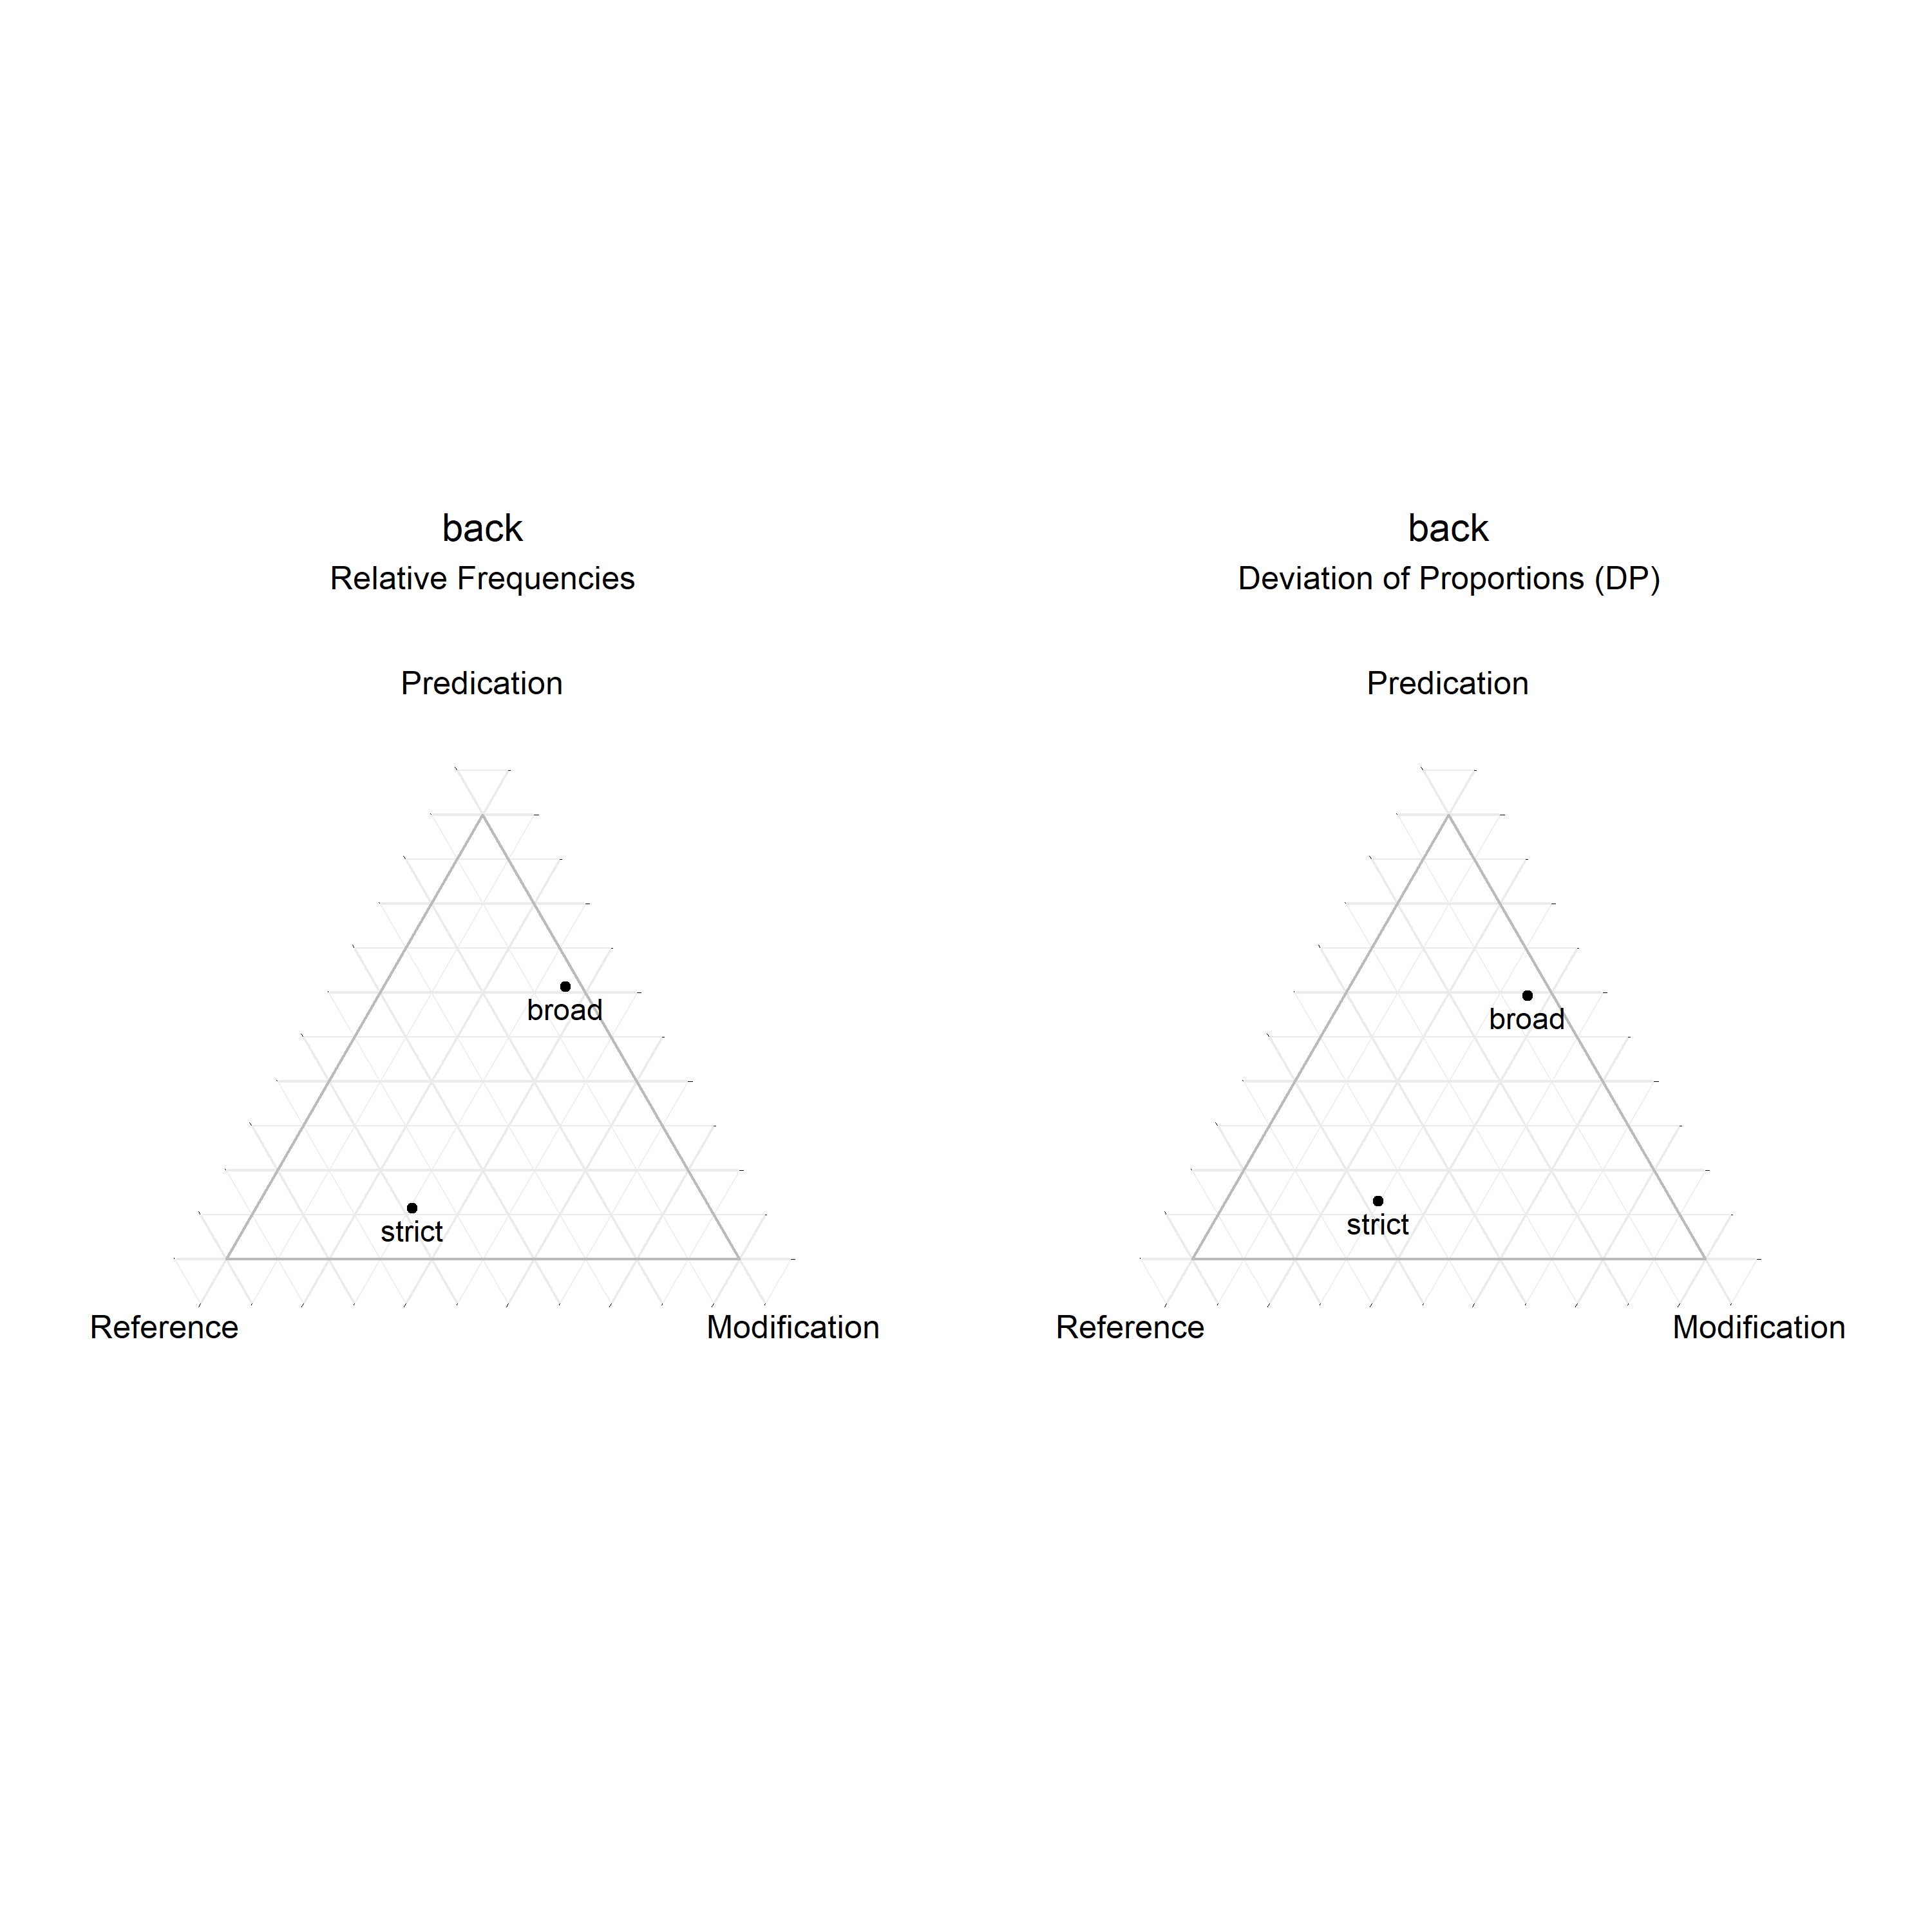 back
Relative Frequencies
Predication
broad
strict
Reference
Modification
back
Deviation of Proportions (DP)
Predication
broad
strict
Reference
Modification